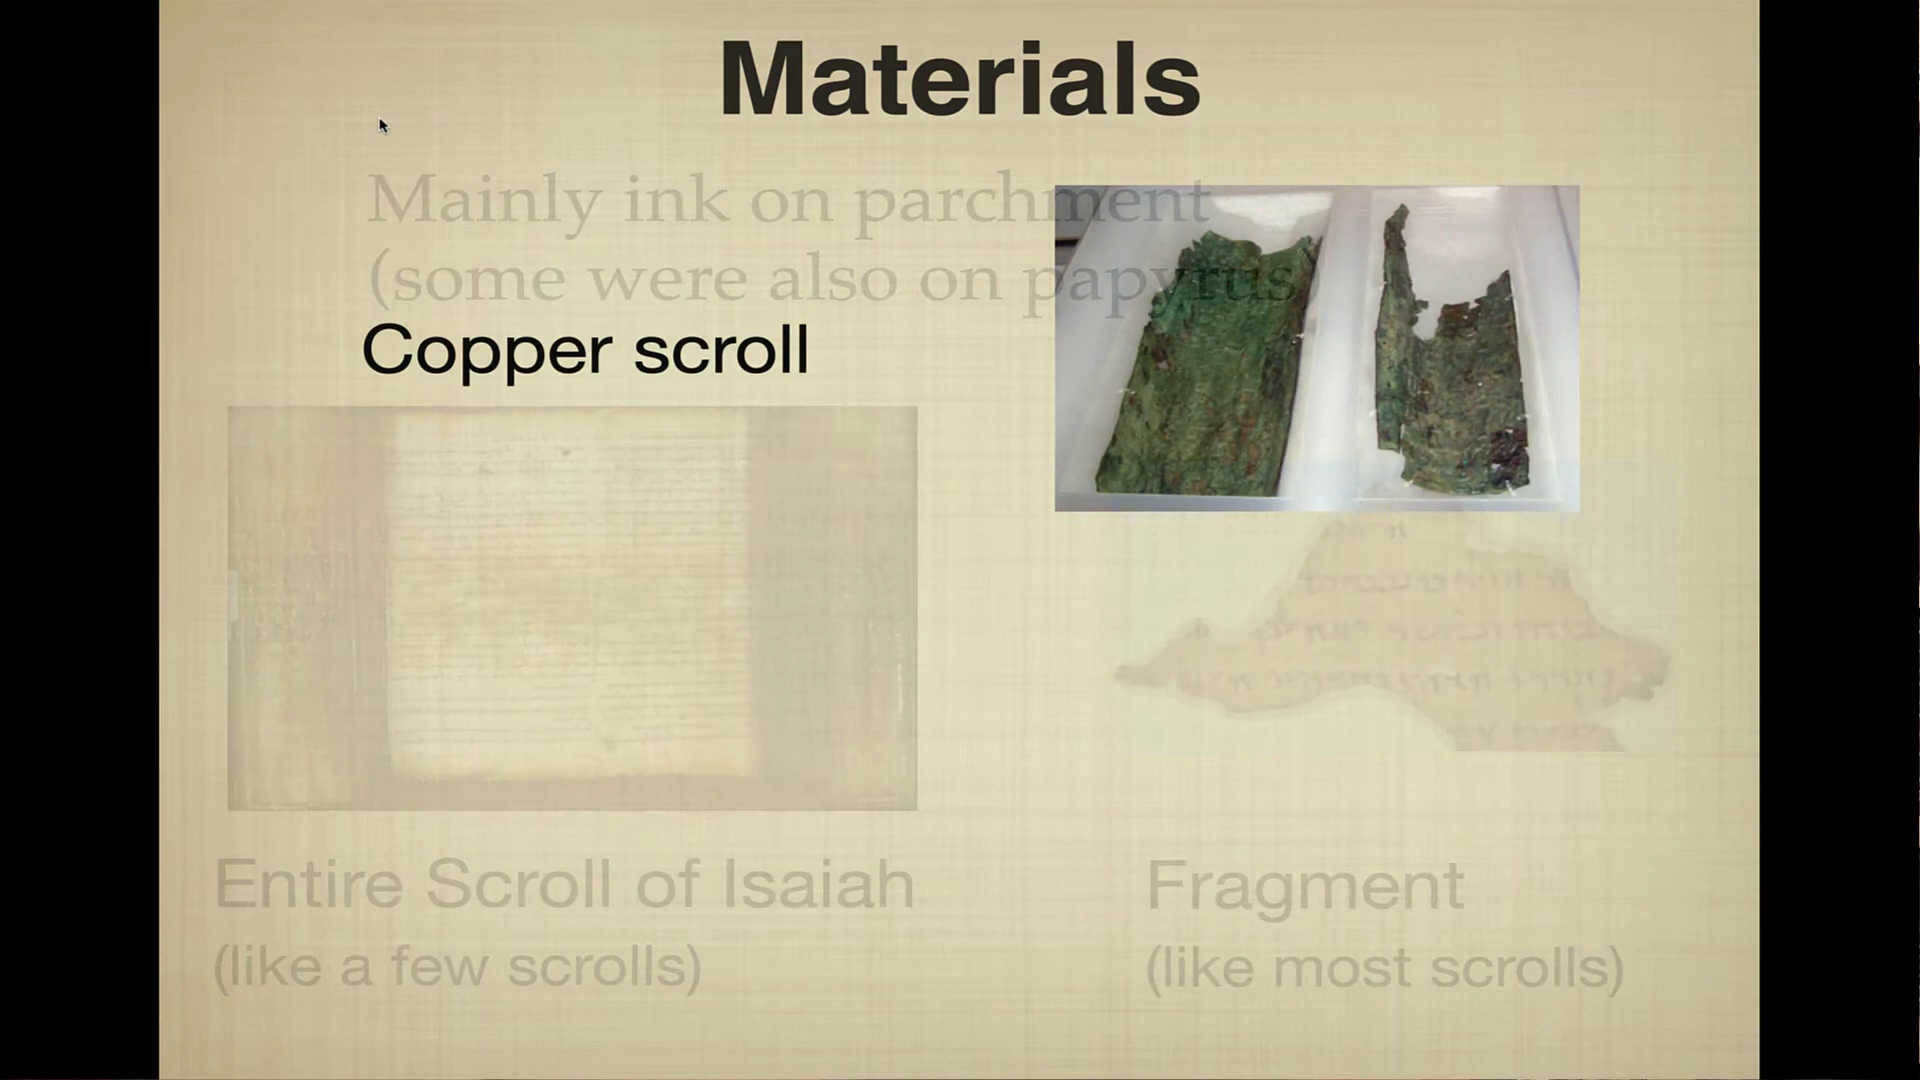 Materials
Mainly ink on parchment
(some were also on papyrus
Copper scroll
Entire Scroll of Isaiah
(like a few scrolls)
Fragment
(like most scrolls)